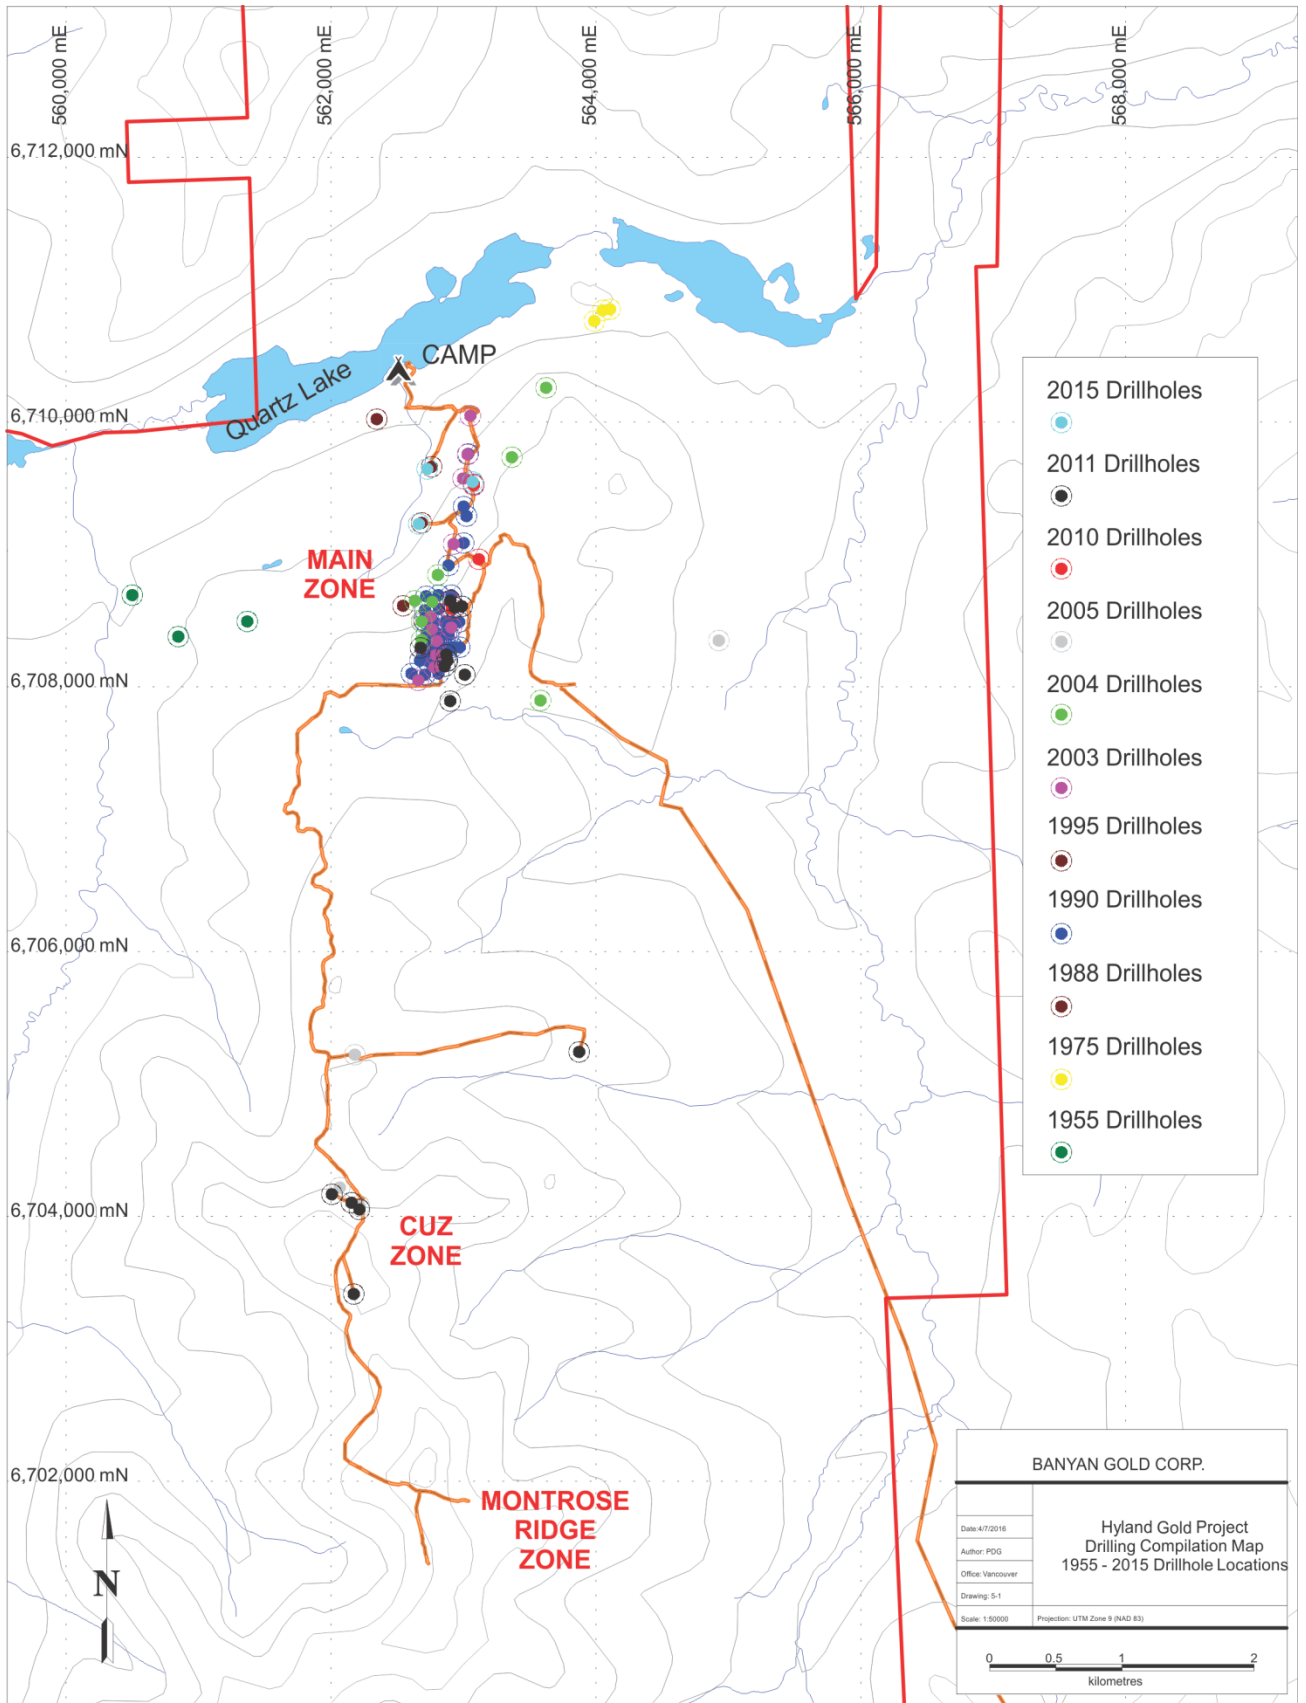 560,000 mE
562,000 mE
564,000 mE
566,000 mE
568,000 mE
6,712,000 mN
CAMP
Quartz Lake
6,710,000 mN
MAIN
ZONE
6,708,000 mN
6,706,000 mN
6,704,000 mN
CUZ
ZONE
6,702,000 mN
MONTROSE
RIDGE
ZONE
N
2015 Drillholes
2011 Drillholes
2010 Drillholes
2005 Drillholes
2004 Drillholes
2003 Drillholes
1995 Drillholes
1990 Drillholes
1988 Drillholes
1975 Drillholes
1955 Drillholes
BANYAN GOLD CORP.
Date:4/7/2016
Author: PDG
Office: Vancouver
Drawing: 5-1
Scale: 1:50000
Hyland Gold Project
Drilling Compilation Map
1955 - 2015 Drillhole Locations
Projection: UTM Zone 9 (NAD 83)
0 0.5 1 2
kilometres